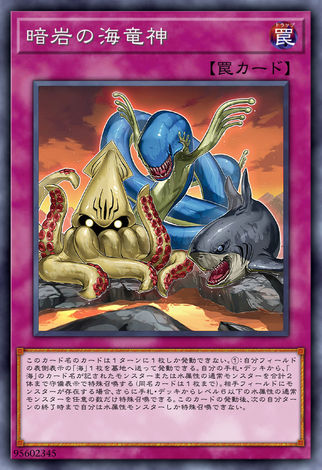 暗岩の海竜神
トラップ
罠
【罠カード】
このカード名のカードは１ターンに１枚しか発動できない。①：自分フィールド
の表側表示の「海」１枚を墓地へ送って発動できる。自分の手札・デッキから、「
海」のカード名が記されたモンスターまたは水属性の通常モンスターを合計２
体まで守備表示で特殊召喚する（同名カードは１枚まで）。相手フィールドにモ
ンスターが存在する場合、さらに手札・デッキからレベル６以下の水属性の通常
モンスターを任意の数だけ特殊召喚できる。このカードの発動後、次の自分ター
ンの終了時まで自分は水属性モンスターしか特殊召喚できない。
95602345